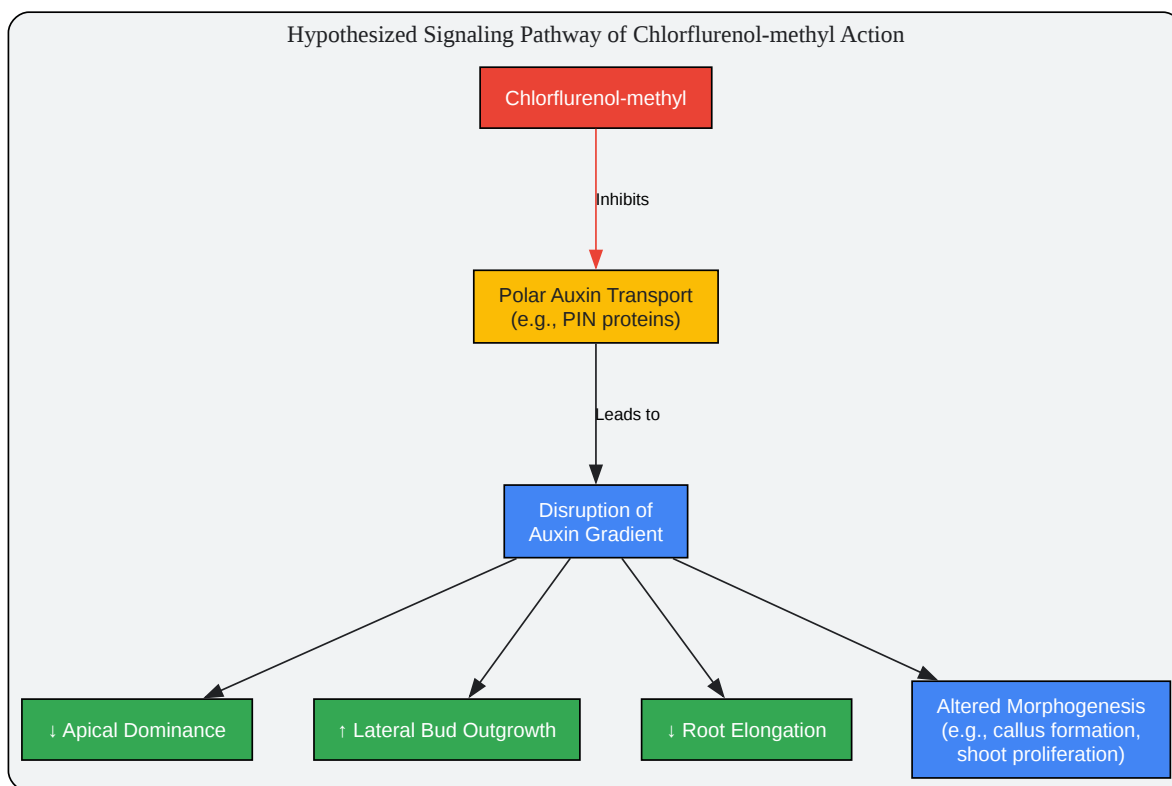 Hypothesized Signaling Pathway of Chlorflurenol-methyl Action
Chlorflurenol-methyl
Inhibits
Polar Auxin Transport
(e.g., PIN proteins)
Leads to
Disruption of
Auxin Gradient
↓ Apical Dominance
↑ Lateral Bud Outgrowth
↓ Root Elongation
Altered Morphogenesis
(e.g., callus formation,
shoot proliferation)